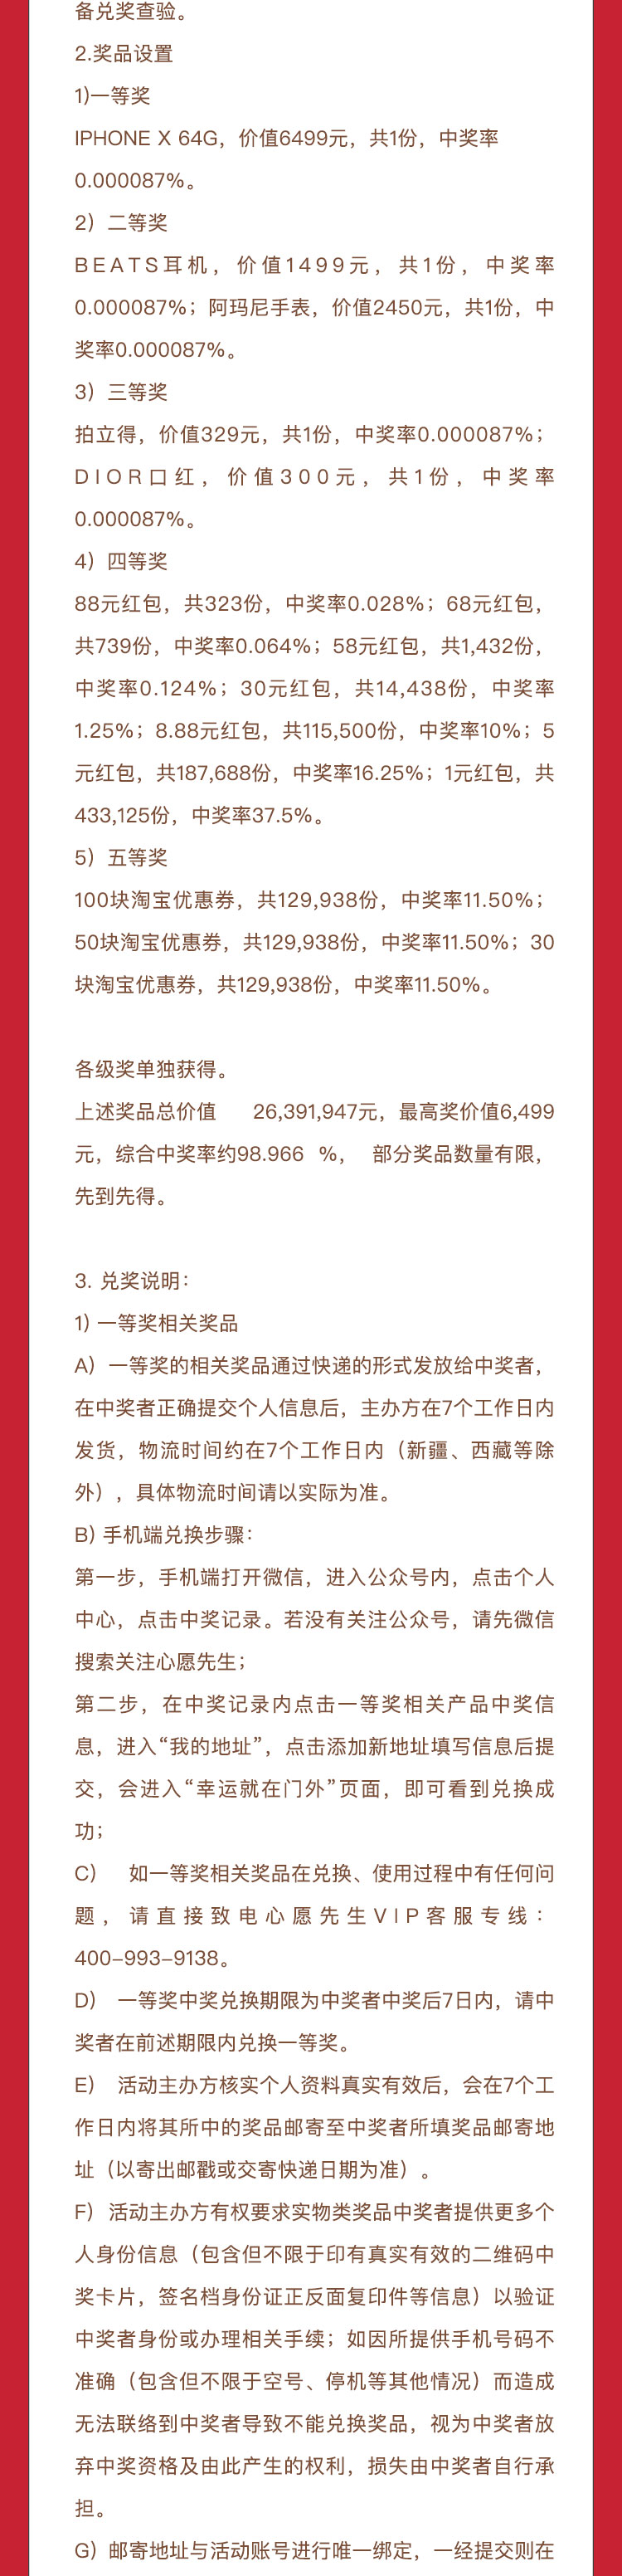 备兑奖查验。
2.奖品设置
1)一等奖
IPHONE X 64G，价值6499元，共1份，中奖率
0.000087%。
2）二等奖
BEATS耳机，价值1499元，共1份，中奖率
0.000087%；阿玛尼手表，价值2450元，共1份，中
奖率0.000087%。
3）三等奖
拍立得，价值329元，共1份，中奖率0.000087%；
DIOR口红，价值300元，共1份，中奖率
0.000087%。
4）四等奖
88元红包，共323份，中奖率0.028%；68元红包，
共739份，中奖率0.064%；58元红包，共1,432份，
中奖率0.124%；30元红包，共14,438份，中奖率
1.25%；8.88元红包，共115,500份，中奖率10%；5
元红包，共187,688份，中奖率16.25%；1元红包，共
433,125份，中奖率37.5%。
5）五等奖
100块淘宝优惠券，共129,938份，中奖率11.50%；
50块淘宝优惠券，共129,938份，中奖率11.50%；30
块淘宝优惠券，共129,938份，中奖率11.50%。
各级奖单独获得。
上述奖品总价值 26,391,947元，最高奖价值6,499
元，综合中奖率约98.966 %， 部分奖品数量有限，
先到先得。
3. 兑奖说明：
1) 一等奖相关奖品
A）一等奖的相关奖品通过快递的形式发放给中奖者，
在中奖者正确提交个人信息后，主办方在7个工作日内
发货，物流时间约在7个工作日内（新疆、西藏等除
外），具体物流时间请以实际为准。
B) 手机端兑换步骤：
第一步，手机端打开微信，进入公众号内，点击个人
中心，点击中奖记录。若没有关注公众号，请先微信
搜索关注心愿先生；
第二步，在中奖记录内点击一等奖相关产品中奖信
息，进入“我的地址”，点击添加新地址填写信息后提
交，会进入“幸运就在门外”页面，即可看到兑换成
功；
C） 如一等奖相关奖品在兑换、使用过程中有任何问
题，请直接致电心愿先生VIP客服专线：
400-993-9138。
D） 一等奖中奖兑换期限为中奖者中奖后7日内，请中
奖者在前述期限内兑换一等奖。
E） 活动主办方核实个人资料真实有效后，会在7个工
作日内将其所中的奖品邮寄至中奖者所填奖品邮寄地
址（以寄出邮戳或交寄快递日期为准）。
F）活动主办方有权要求实物类奖品中奖者提供更多个
人身份信息（包含但不限于印有真实有效的二维码中
奖卡片，签名档身份证正反面复印件等信息）以验证
中奖者身份或办理相关手续；如因所提供手机号码不
准确（包含但不限于空号、停机等其他情况）而造成
无法联络到中奖者导致不能兑换奖品，视为中奖者放
弃中奖资格及由此产生的权利，损失由中奖者自行承
担。
G）邮寄地址与活动账号进行唯一绑定，一经提交则在